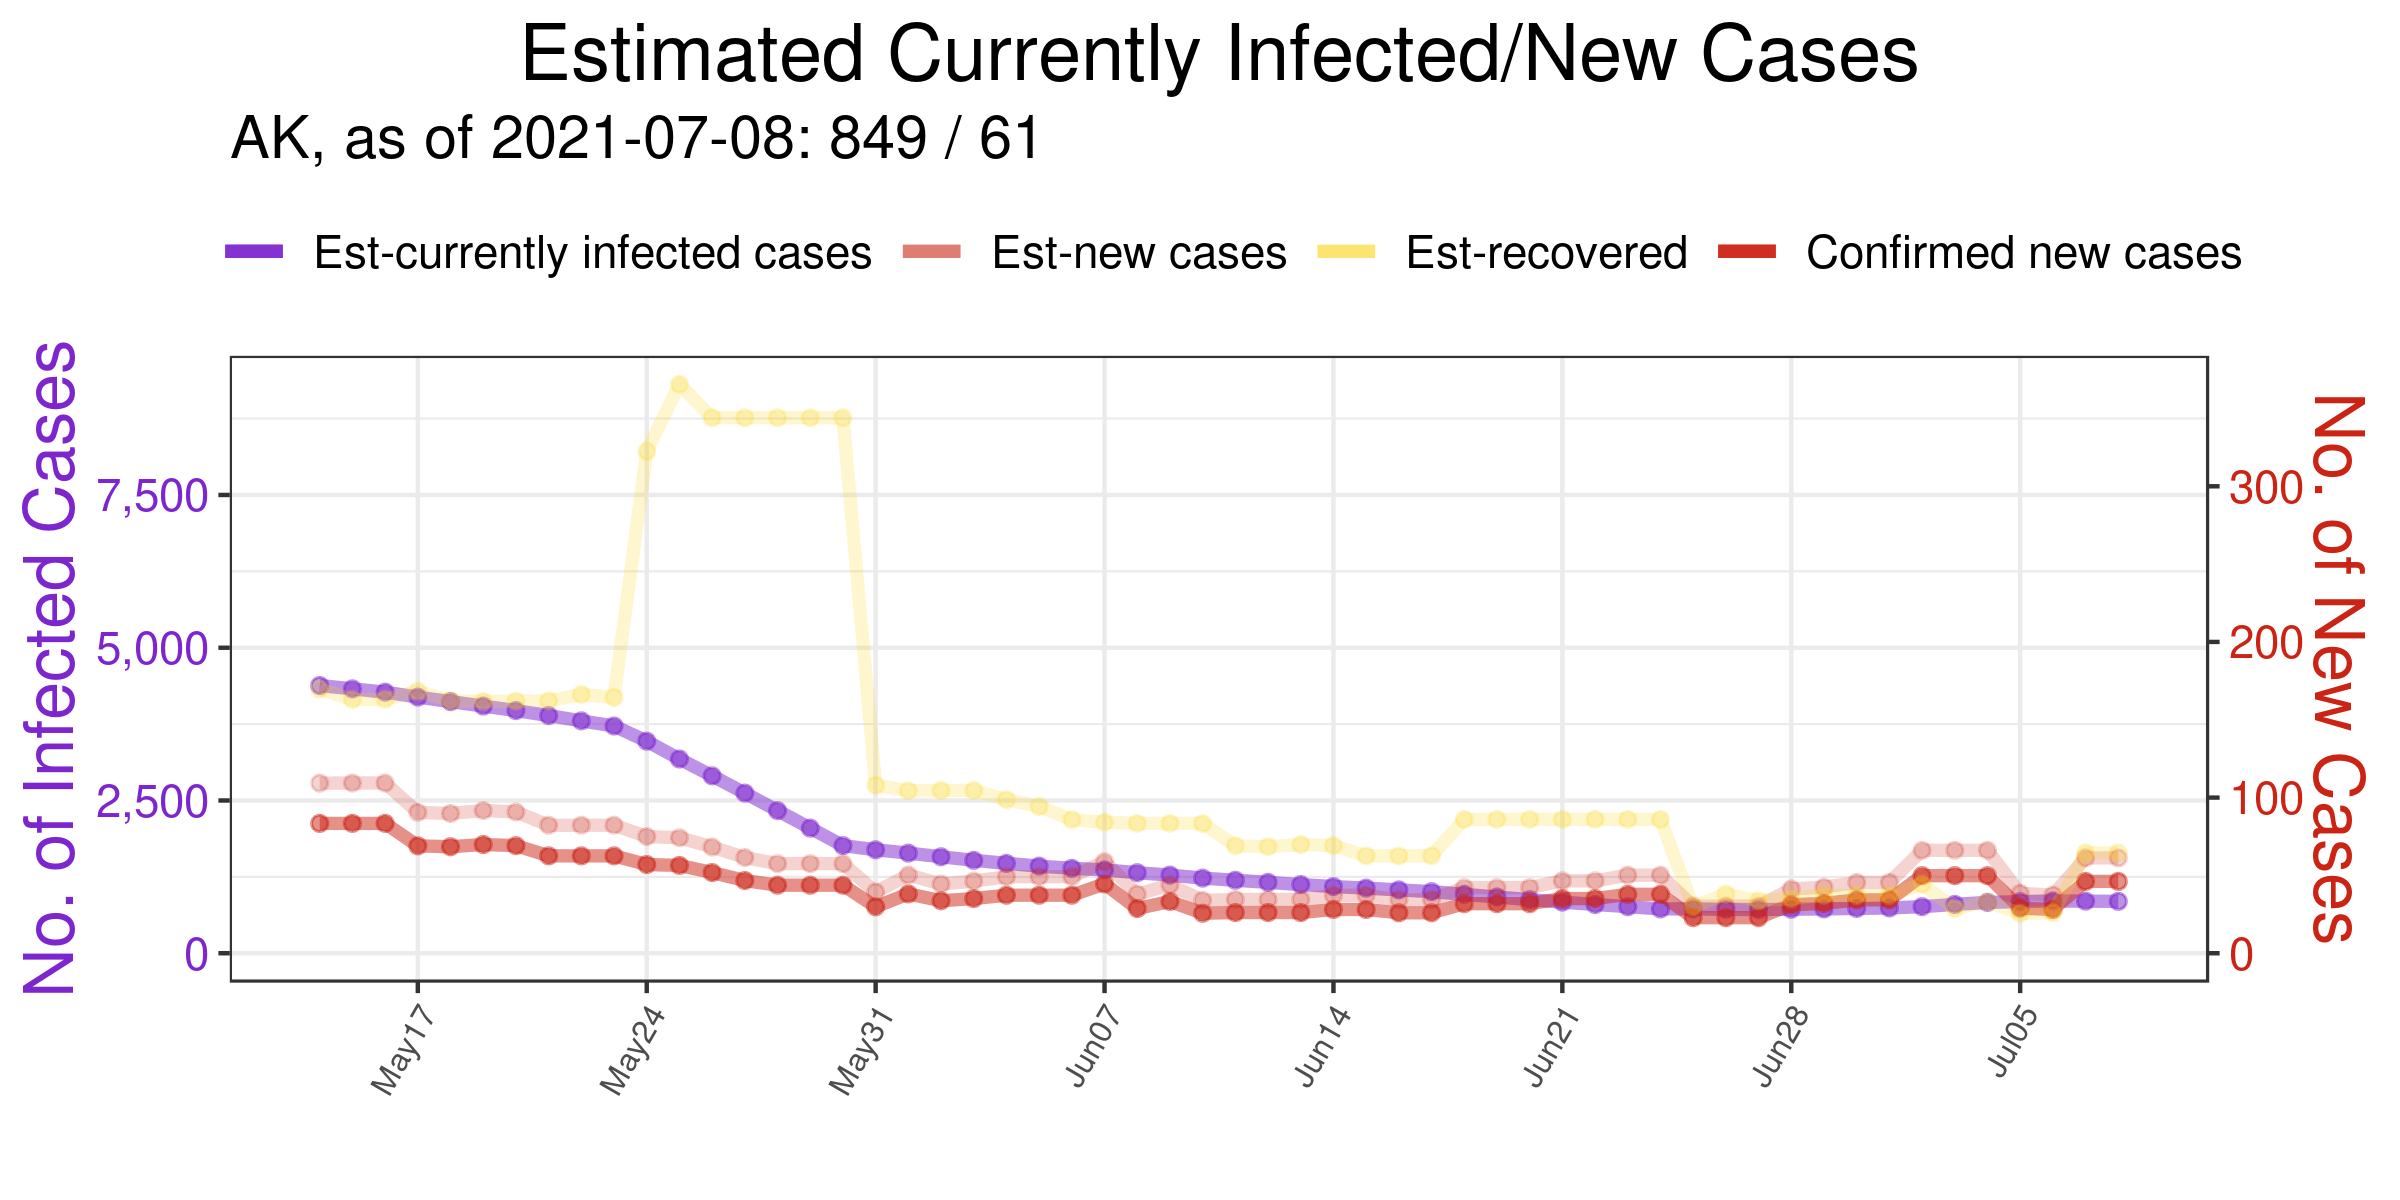 Estimated Currently Infected/New Cases
AK, as of 2021-07-08: 849 / 61
Est-currently infected cases
Est-new cases
Est-recovered
Confirmed new cases
No. of Infected Cases
7,500
5,000
2,500
0
No. of New Cases
300
200
100
0
May17
May24
May31
Jun07
Jun14
Jun21
Jun28
Jul05